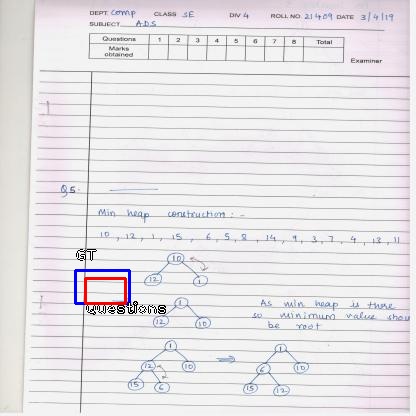 DEPT. Comp CLASS SE DIV 4 ROLL NO. 21409 DATE 3/4/19
SUBJECT ADS
Questions 1 2 3 4 5 6 7 8 Total
Marks obtained
Examiner
Q5.
Min heap construction :-
10, 12, 1, 15, 6, 5, 8, 14, 9, 3, 7, 4, 13, 11
GT
10
12 1
Questions
1
12 10
As min heap is there
so minimum value shou
be root
1
12 10
15 6
1
6 10
15 12